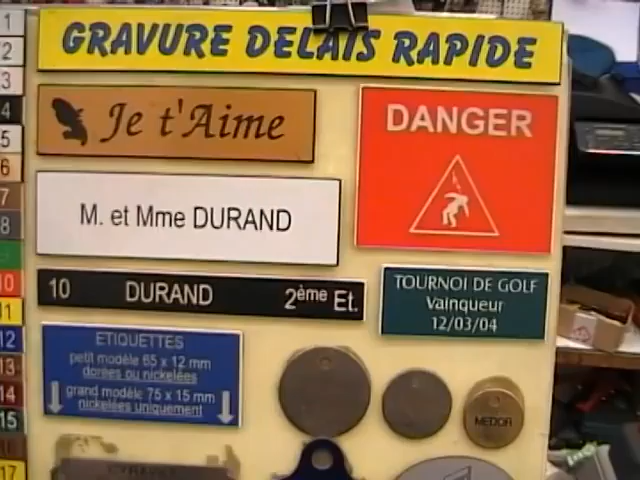 GRAVURE DELAIS RAPIDE
Je t'Aime
DANGER
M. et Mme DURAND
10 DURAND 2ème Et.
TOURNOI DE GOLF
Vainqueur
12/03/04
ETIQUETTES
petit modèle 65 x 12 mm
dorées ou nickelées
grand modèle 75 x 15 mm
nickelées uniquement
MEDOR
1
2
3
4
5
6
7
8
9
10
11
12
13
14
15
17